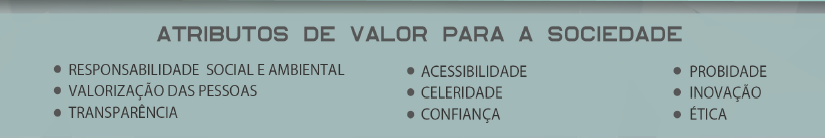 ATRIBUTOS DE VALOR PARA A SOCIEDADE
• RESPONSABILIDADE SOCIAL E AMBIENTAL
• VALORIZAÇÃO DAS PESSOAS
• TRANSPARÊNCIA
• ACESSIBILIDADE
• CELERIDADE
• CONFIANÇA
• PROBIDADE
• INOVAÇÃO
• ÉTICA